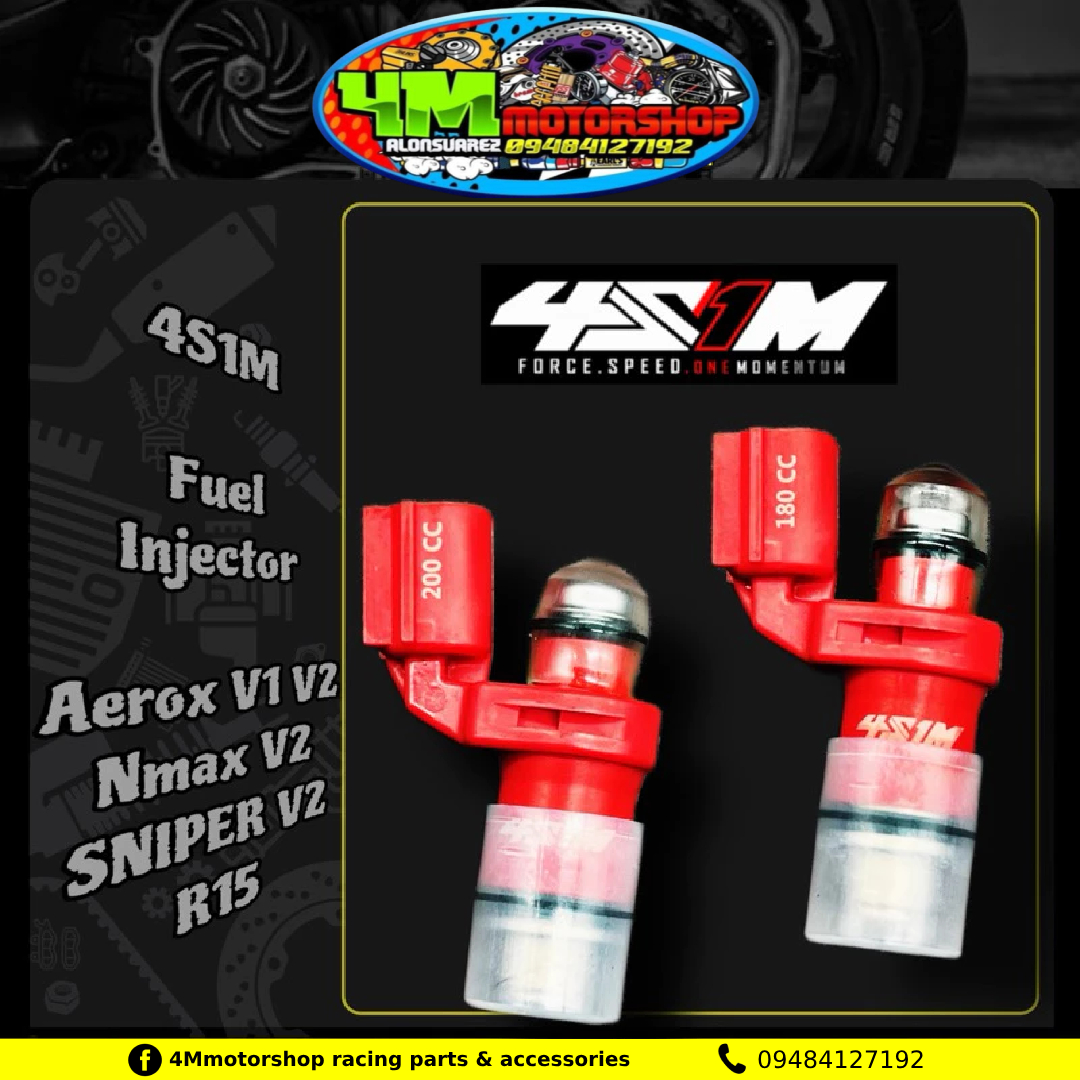 4M
MOTORSHOP
ALONSUAREZ 09484127192
4S1M
FORCE.SPEED.ONE MOMENTUM
4S1M
Fuel
Injector
Aerox V1 V2
Nmax V2
SNIPER V2
R15
200 CC
180 CC
4S1M
4S1M
4Mmotorshop racing parts & accessories
09484127192